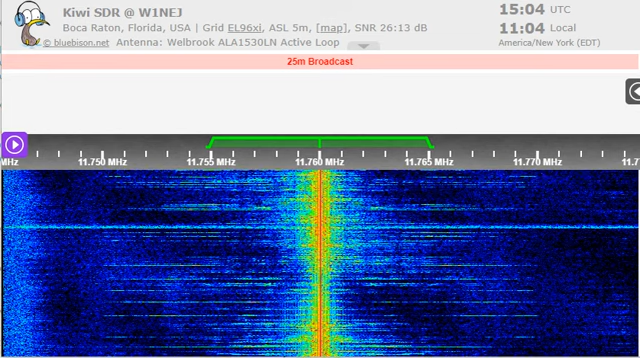 Kiwi SDR @ W1NEJ
Boca Raton, Florida, USA | Grid EL96xi, ASL 5m, [map], SNR 26:13 dB
© bluebison.net Antenna: Welbrook ALA1530LN Active Loop
15:04 UTC
11:04 Local
America/New York (EDT)
25m Broadcast
MHz 11.750 MHz 11.755 MHz 11.760 MHz 11.765 MHz 11.770 MHz 11.77